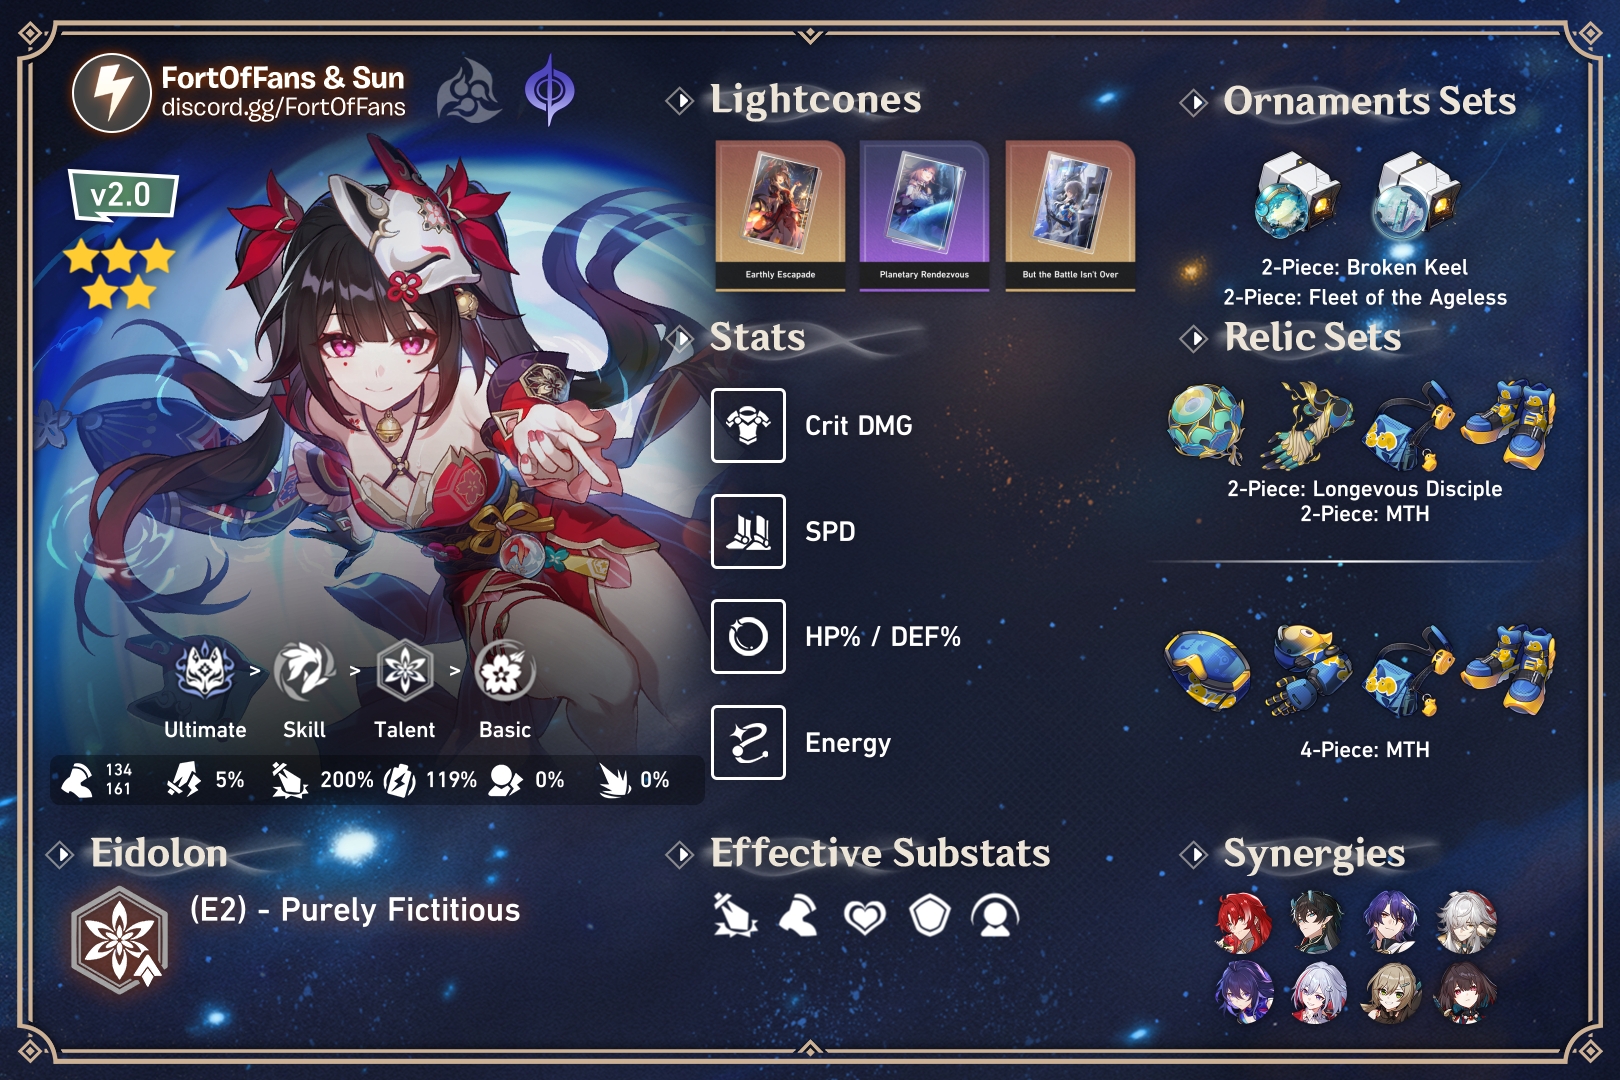 FortOfFans & Sun
discord.gg/FortOfFans
v2.0
Ultimate > Skill > Talent > Basic
134
161
5%
200%
119%
0%
0%
Eidolon
(E2) - Purely Fictitious
Lightcones
Earthly Escapade
Planetary Rendezvous
But the Battle Isn't Over
Stats
Crit DMG
SPD
HP% / DEF%
Energy
Effective Substats
Ornaments Sets
2-Piece: Broken Keel
2-Piece: Fleet of the Ageless
Relic Sets
2-Piece: Longevous Disciple
2-Piece: MTH
4-Piece: MTH
Synergies